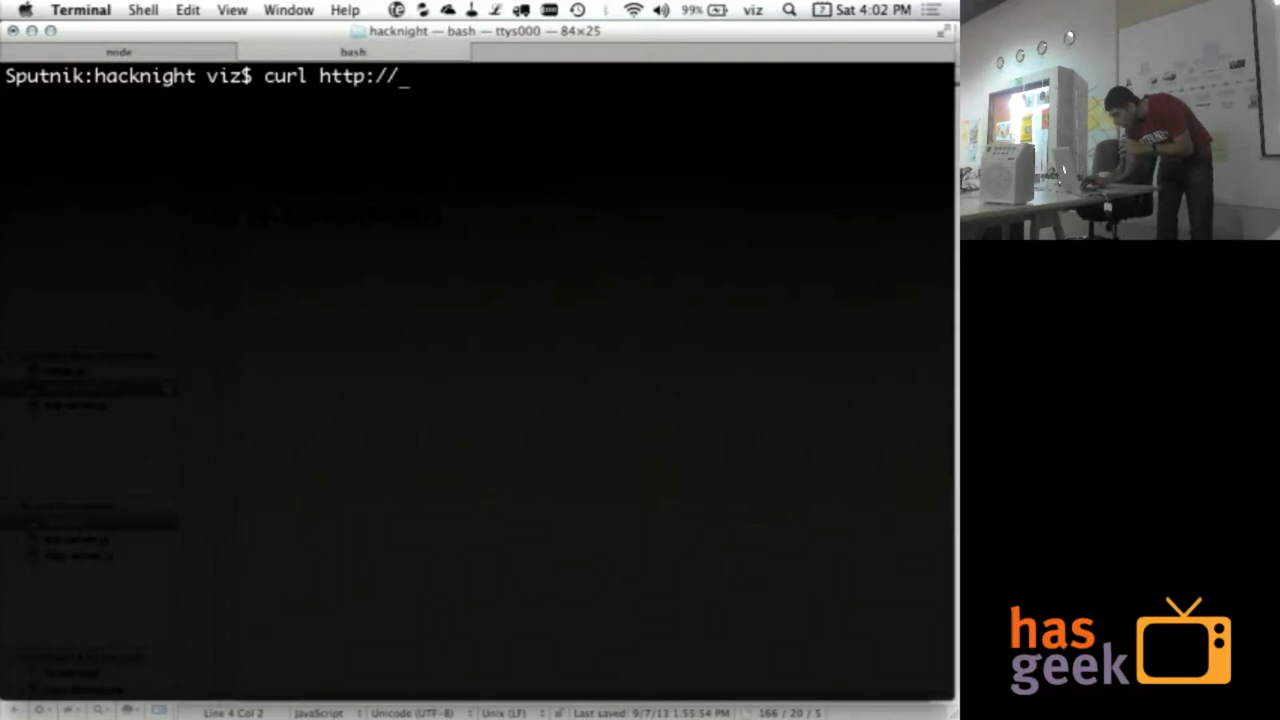 Terminal Shell Edit View Window Help 99% viz Sat 4:02 PM
hacknight — bash — ttys000 — 84×25
node bash
Sputnik:hacknight viz$ curl http://_
Line 4 Col 2 JavaScript Unicode (UTF-8) Unix (LF) Last saved: 9/7/13 1:55:54 PM 166 / 20 / 5
has
geek